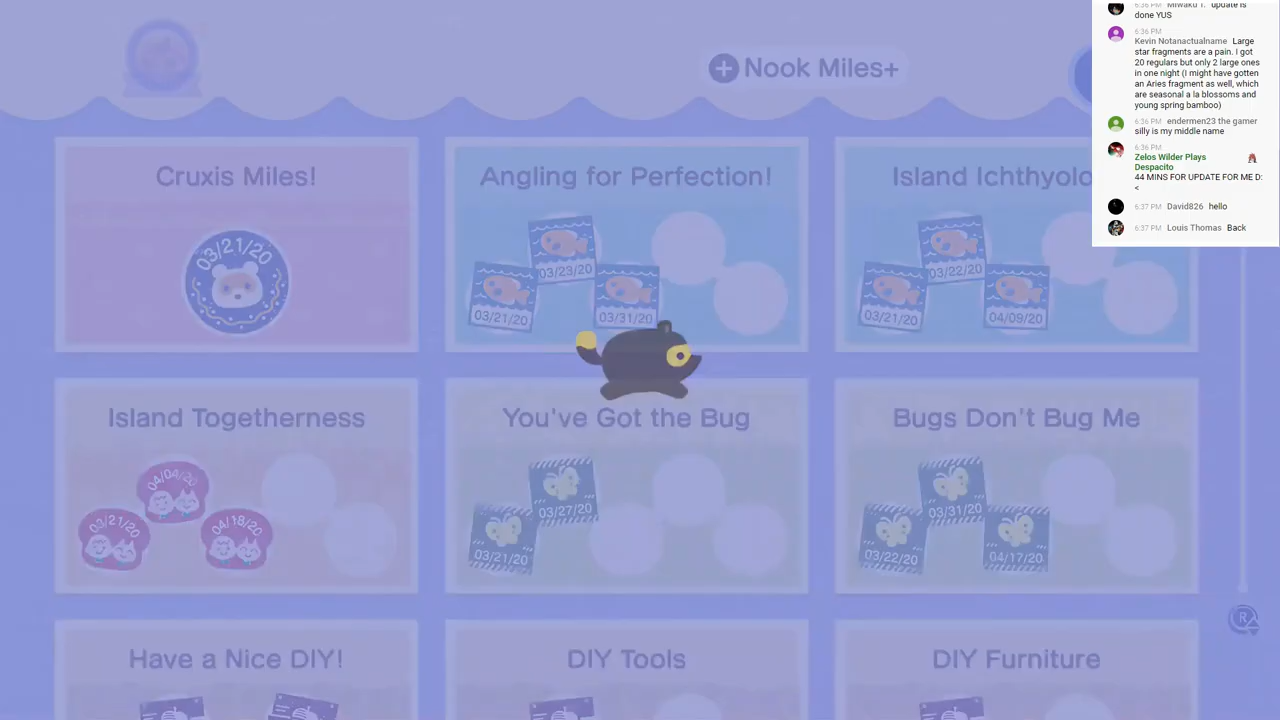 Nook Miles+
Cruxis Miles!
03/21/20
Angling for Perfection!
03/21/20
03/23/20
03/31/20
Island Ichthyolo
03/21/20
03/22/20
04/09/20
Island Togetherness
03/21/20
04/04/20
04/18/20
You've Got the Bug
03/21/20
03/27/20
Bugs Don't Bug Me
03/22/20
03/31/20
04/17/20
Have a Nice DIY!
DIY Tools
DIY Furniture
R
6:36 PM Miwaku T. update is
done YUS
6:36 PM
Kevin Notanactualname Large
star fragments are a pain. I got
20 regulars but only 2 large ones
in one night (I might have gotten
an Aries fragment as well, which
are seasonal a la blossoms and
young spring bamboo)
6:36 PM endermen23 the gamer
silly is my middle name
6:36 PM
Zelos Wilder Plays
Despacito
44 MINS FOR UPDATE FOR ME D:
<
6:37 PM David826 hello
6:37 PM Louis Thomas Back